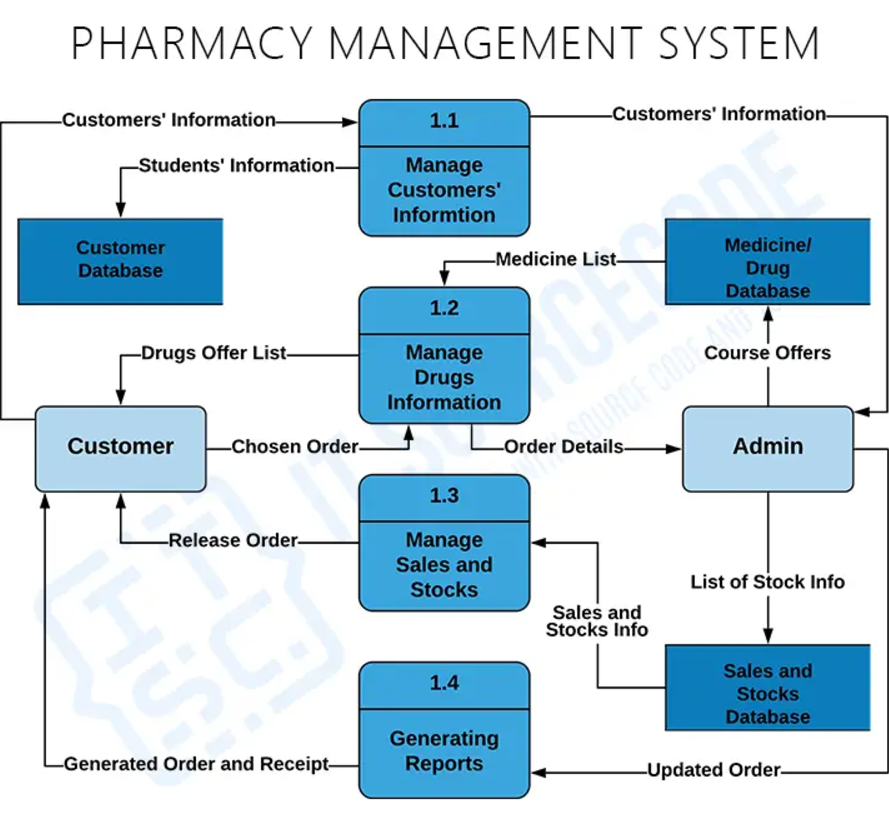 PHARMACY MANAGEMENT SYSTEM
Customers' Information
1.1
Customers' Information
Students' Information
Manage
Customers'
Informtion
Customer
Database
Medicine/
Drug
Database
Medicine List
1.2
Drugs Offer List
Manage
Drugs
Information
Course Offers
Customer
Chosen Order
Order Details
Admin
1.3
Release Order
Manage
Sales and
Stocks
List of Stock Info
Sales and
Stocks Info
Sales and
Stocks
Database
1.4
Generating
Reports
Generated Order and Receipt
Updated Order
IT SOURCECODE